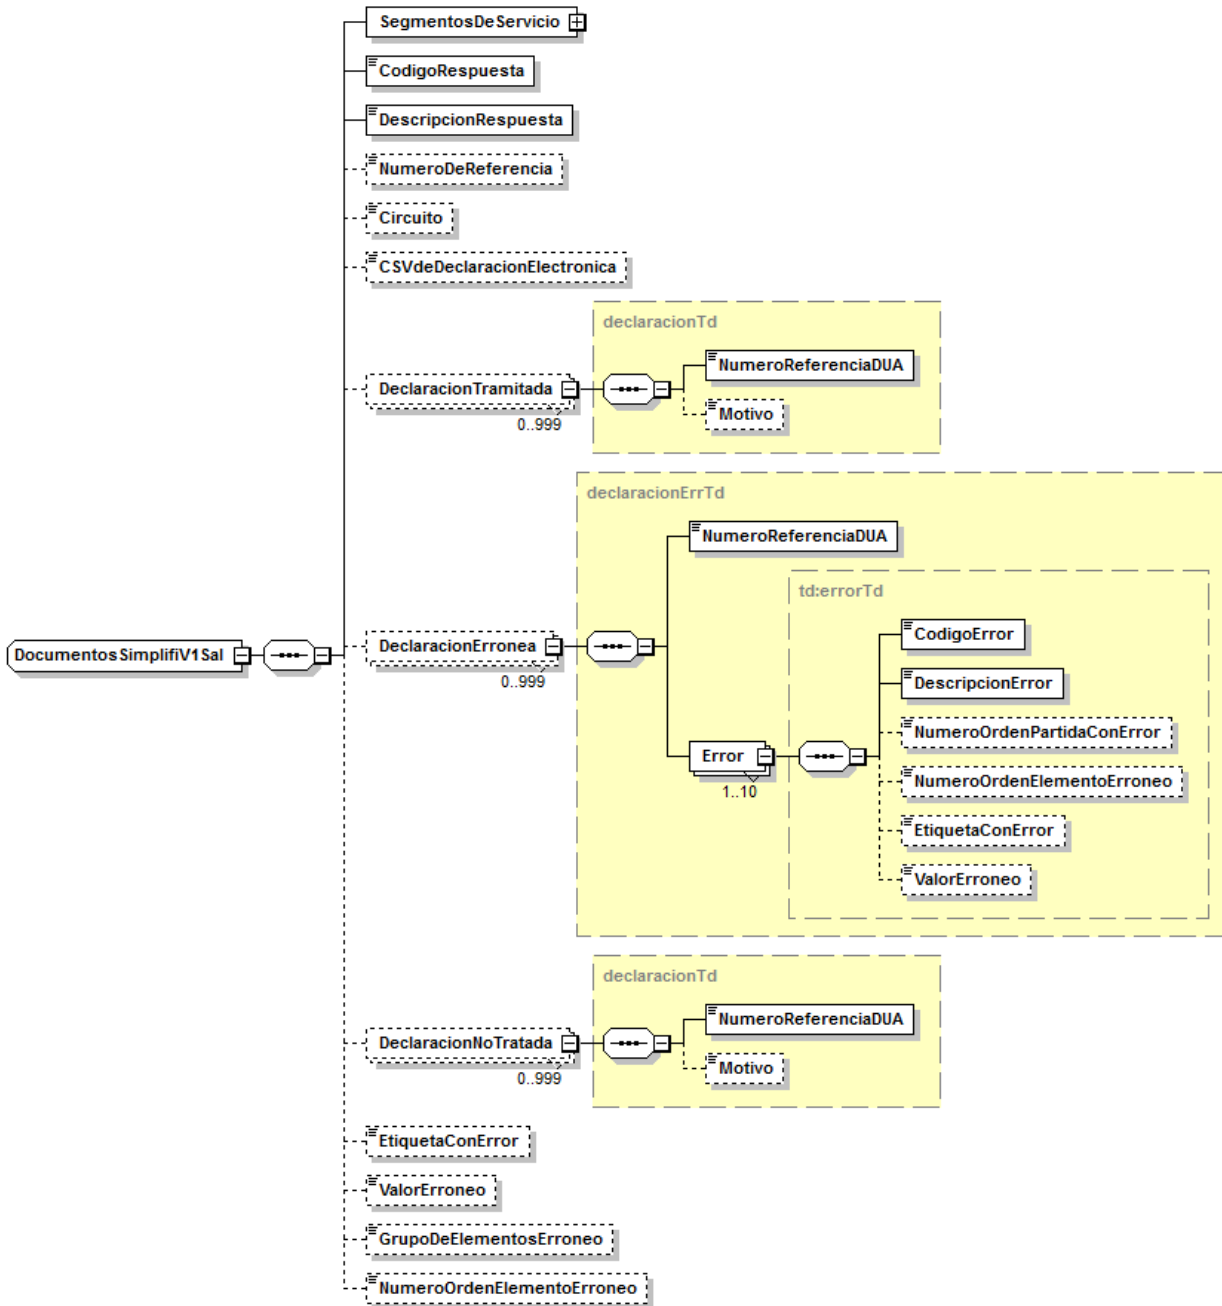 SegmentosDeServicio
CodigoRespuesta
DescripcionRespuesta
NumeroDeReferencia
Circuito
CSVdeDeclaracionElectronica
declaracionTd
NumeroReferenciaDUA
DeclaracionTramitada
Motivo
0..999
declaracionErrTd
NumeroReferenciaDUA
td:errorTd
CodigoError
DeclaracionErronea
DocumentosSimplifiV1Sal
0..999
DescripcionError
NumeroOrdenPartidaConError
Error
NumeroOrdenElementoErroneo
1..10
EtiquetaConError
ValorErroneo
declaracionTd
NumeroReferenciaDUA
DeclaracionNoTratada
Motivo
0..999
EtiquetaConError
ValorErroneo
GrupoDeElementosErroneo
NumeroOrdenElementoErroneo